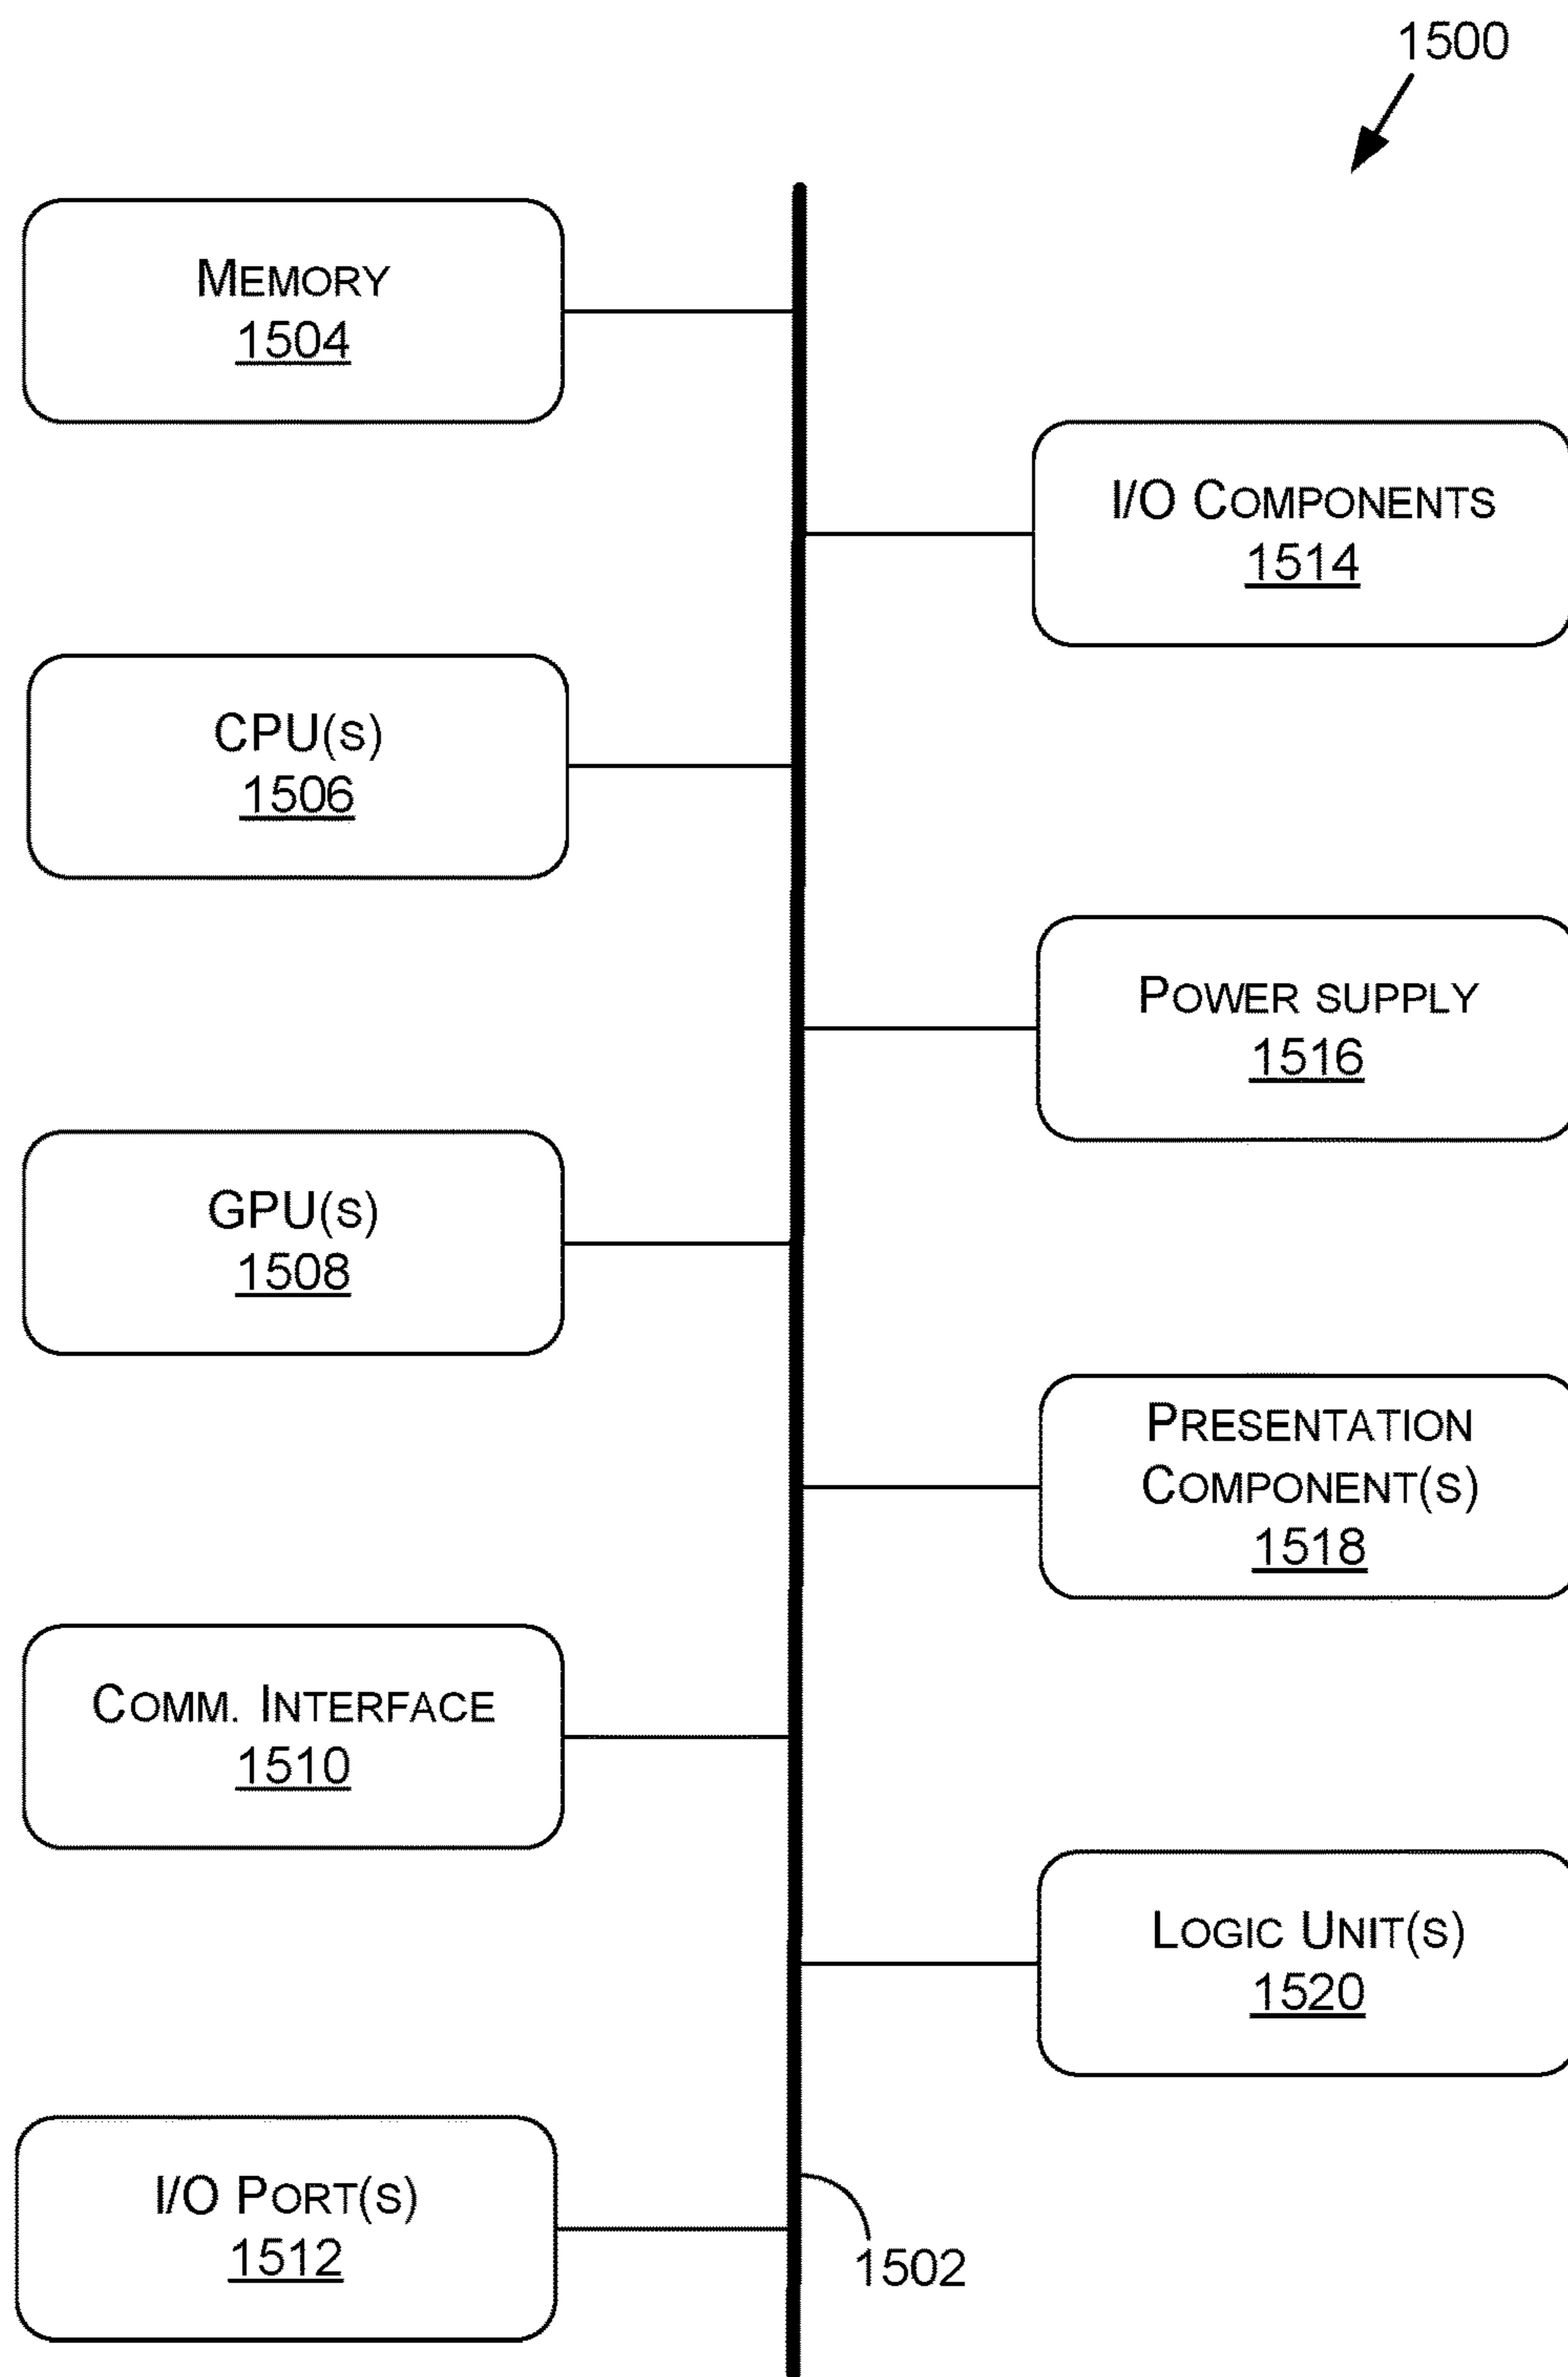 1500
MEMORY
1504
I/O COMPONENTS
1514
CPU(S)
1506
POWER SUPPLY
1516
GPU(S)
1508
PRESENTATION
COMPONENT(S)
1518
COMM. INTERFACE
1510
LOGIC UNIT(S)
1520
I/O PORT(S)
1512
1502